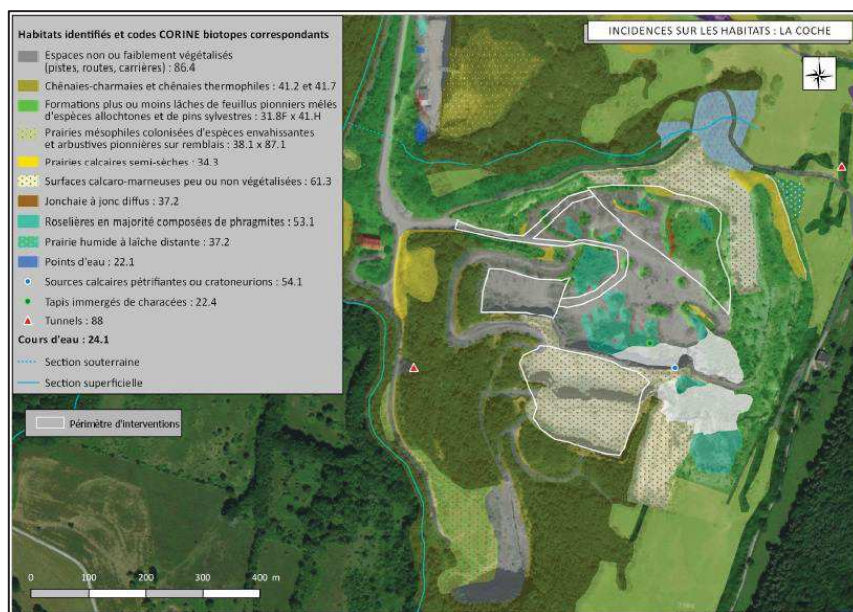 Habitats identifiés et codes CORINE biotopes correspondants
Espaces non ou faiblement végétalisés
(pistes, routes, carrières) : 86.4
Chênaies-charmaies et chênaies thermophiles : 41.2 et 41.7
Formations plus ou moins lâches de feuillus pionniers mêlés
d'espèces allochtones et de pins sylvestres : 31.8F x 41.H
Prairies mésophiles colonisées d'espèces envahissantes
et arbustives pionnières sur remblais : 38.1 x 87.1
Prairies calcaires semi-sèches : 34.3
Surfaces calcaro-marneuses peu ou non végétalisées : 61.3
Jonchaie à jonc diffus : 37.2
Roselières en majorité composées de phragmites : 53.1
Prairie humide à laîche distante : 37.2
Points d'eau : 22.1
Sources calcaires pétrifiantes ou cratoneurions : 54.1
Tapis immergés de characées : 22.4
Tunnels : 88
Cours d'eau : 24.1
Section souterraine
Section superficielle
Périmètre d'interventions
INCIDENCES SUR LES HABITATS : LA COCHE
0 100 200 300 400 m